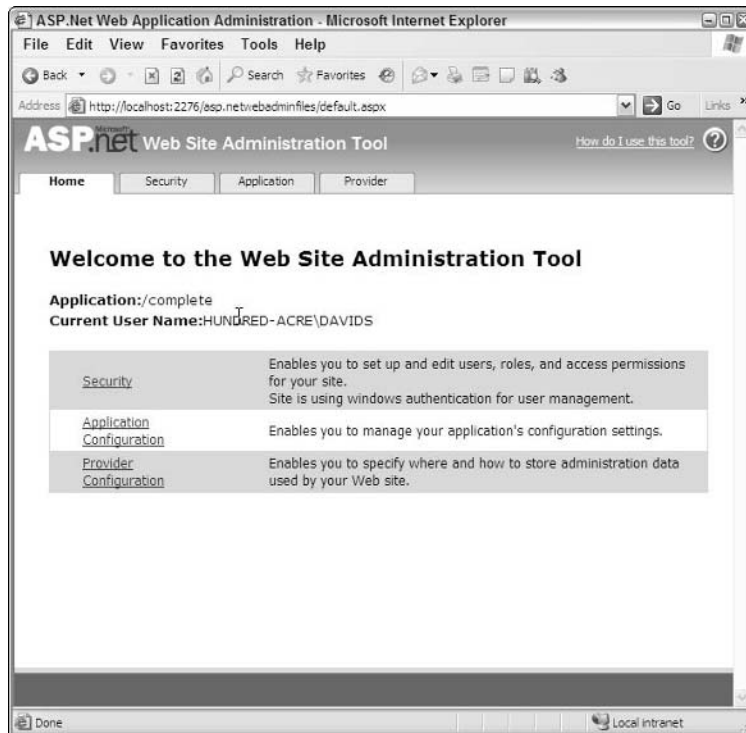 ASP.Net Web Application Administration - Microsoft Internet Explorer
File Edit View Favorites Tools Help
Back Search Favorites
Address http://localhost:2276/asp.netwebadminfiles/default.aspx Go Links »
Microsoft
ASP.net Web Site Administration Tool How do I use this tool? ?
Home Security Application Provider
Welcome to the Web Site Administration Tool
Application:/complete
Current User Name:HUNDRED-ACRE\DAVIDS
Security
Enables you to set up and edit users, roles, and access permissions
for your site.
Site is using windows authentication for user management.
Application
Configuration
Enables you to manage your application's configuration settings.
Provider
Configuration
Enables you to specify where and how to store administration data
used by your Web site.
Done Local intranet